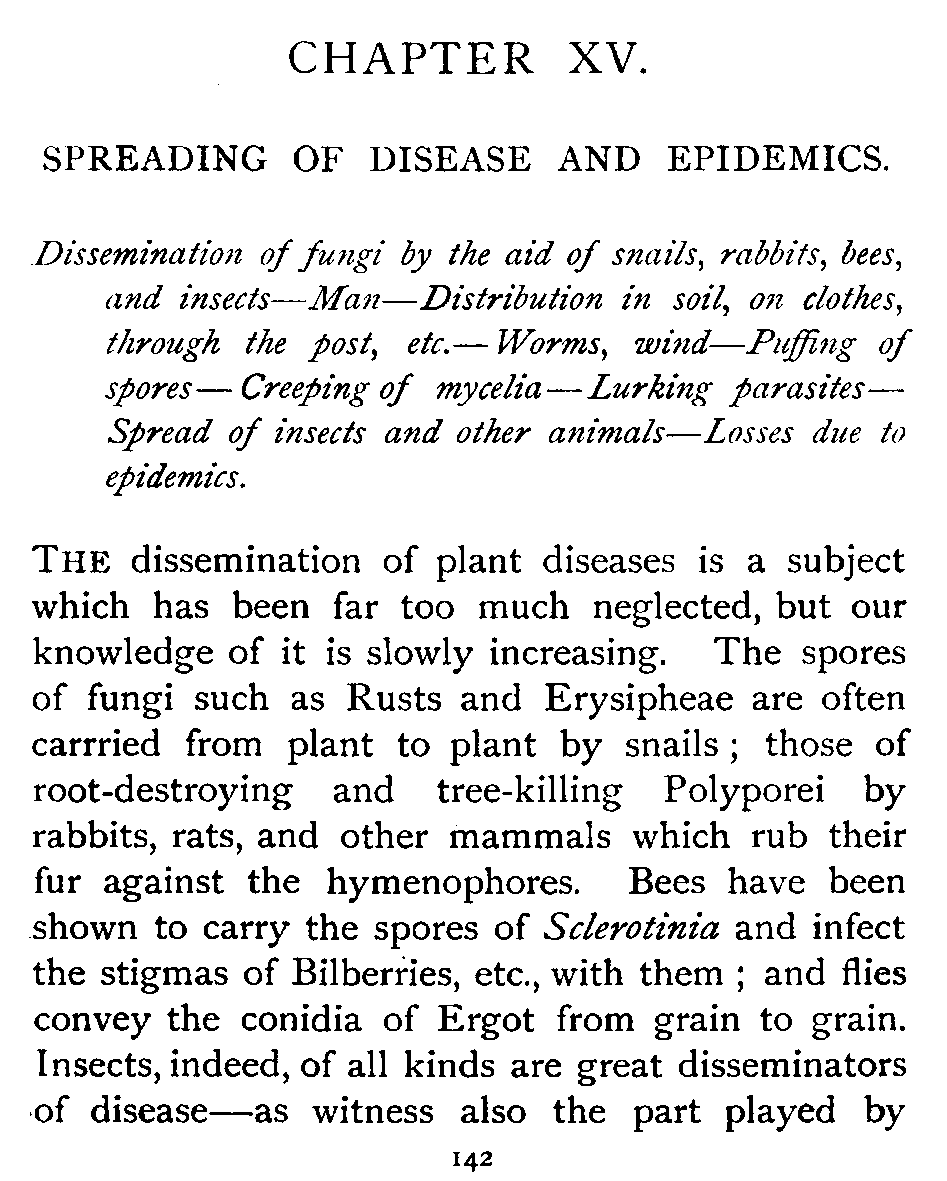 CHAPTER XV.
SPREADING OF DISEASE AND EPIDEMICS.
Dissemination of fungi by the aid of snails, rabbits, bees,
and insects—Man—Distribution in soil, on clothes,
through the post, etc.—Worms, wind—Puffing of
spores—Creeping of mycelia—Lurking parasites—
Spread of insects and other animals—Losses due to
epidemics.
THE dissemination of plant diseases is a subject
which has been far too much neglected, but our
knowledge of it is slowly increasing. The spores
of fungi such as Rusts and Erysipheae are often
carrried from plant to plant by snails; those of
root-destroying and tree-killing Polyporei by
rabbits, rats, and other mammals which rub their
fur against the hymenophores. Bees have been
shown to carry the spores of Sclerotinia and infect
the stigmas of Bilberries, etc., with them; and flies
convey the conidia of Ergot from grain to grain.
Insects, indeed, of all kinds are great disseminators
of disease—as witness also the part played by
142